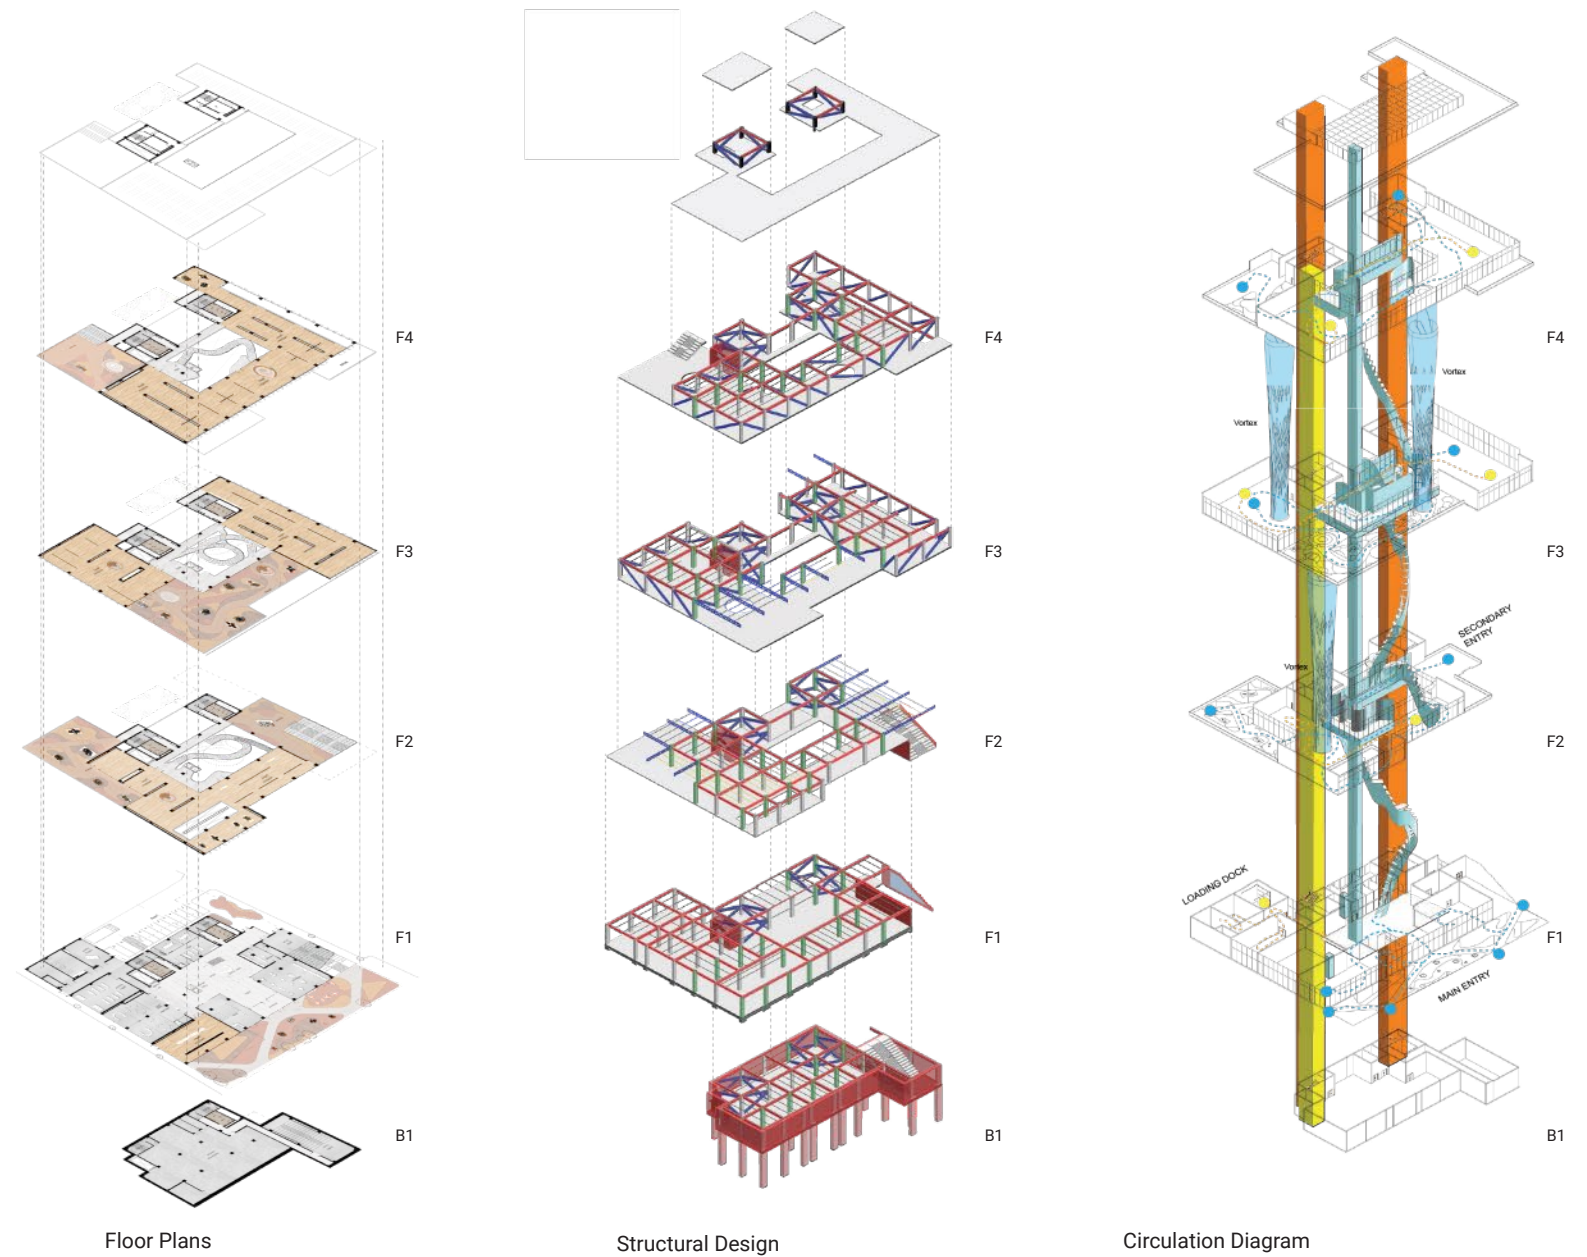 F4
F4
F4
Vortex
Vortex
F3
F3
F3
SECONDARY
ENTRY
Vortex
F2
F2
F2
LOADING DOCK
F1
F1
F1
MAIN ENTRY
B1
B1
B1
Floor Plans
Structural Design
Circulation Diagram